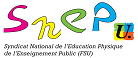 SneP
U.
Syndicat National de l'Education Physique
de l'Enseignement Public (FSU)